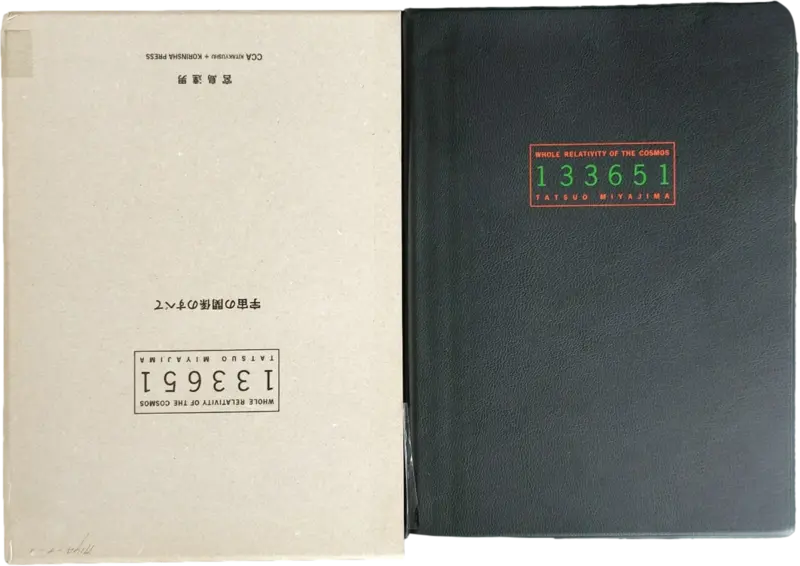 WHOLE RELATIVITY OF THE COSMOS
133651
TATSUO MIYAJIMA
宇宙の関係のすべて
宮島達男
CCA KITAKYUSHU + KORINSHA PRESS
WHOLE RELATIVITY OF THE COSMOS
133651
TATSUO MIYAJIMA